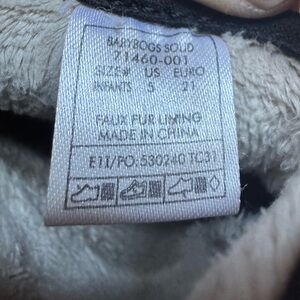 BABYBOGS SOLID
71460-001
SIZE# US EURO
INFANTS 5 21
FAUX FUR LINING
MADE IN CHINA
F11/PO:530240 TC31